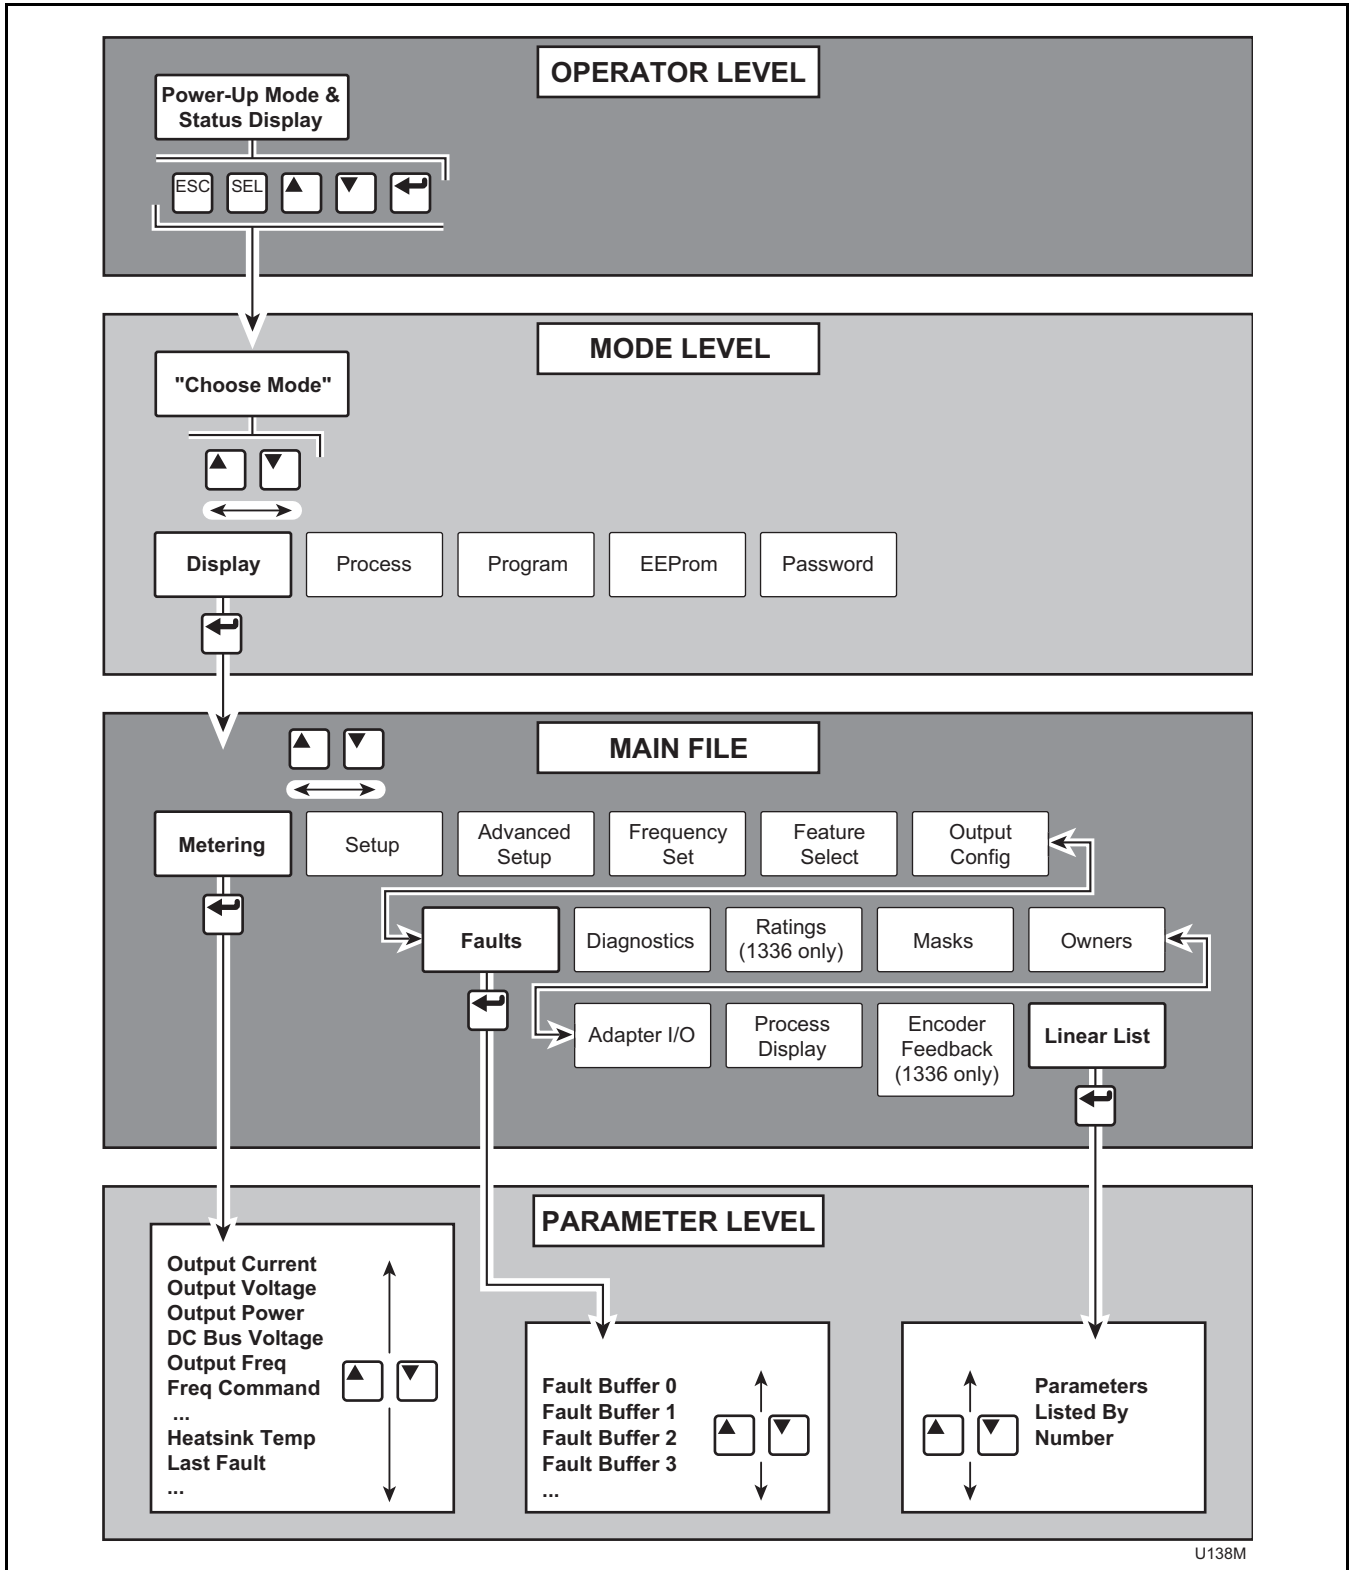 OPERATOR LEVEL
Power-Up Mode &
Status Display
ESC
SEL
MODE LEVEL
"Choose Mode"
Display
Process
Program
EEProm
Password
MAIN FILE
Metering
Setup
Advanced
Setup
Frequency
Set
Feature
Select
Output
Config
Faults
Diagnostics
Ratings
(1336 only)
Masks
Owners
Adapter I/O
Process
Display
Encoder
Feedback
(1336 only)
Linear List
PARAMETER LEVEL
Output Current
Output Voltage
Output Power
DC Bus Voltage
Output Freq
Freq Command
...
Heatsink Temp
Last Fault
...
Fault Buffer 0
Fault Buffer 1
Fault Buffer 2
Fault Buffer 3
...
Parameters
Listed By
Number
U138M